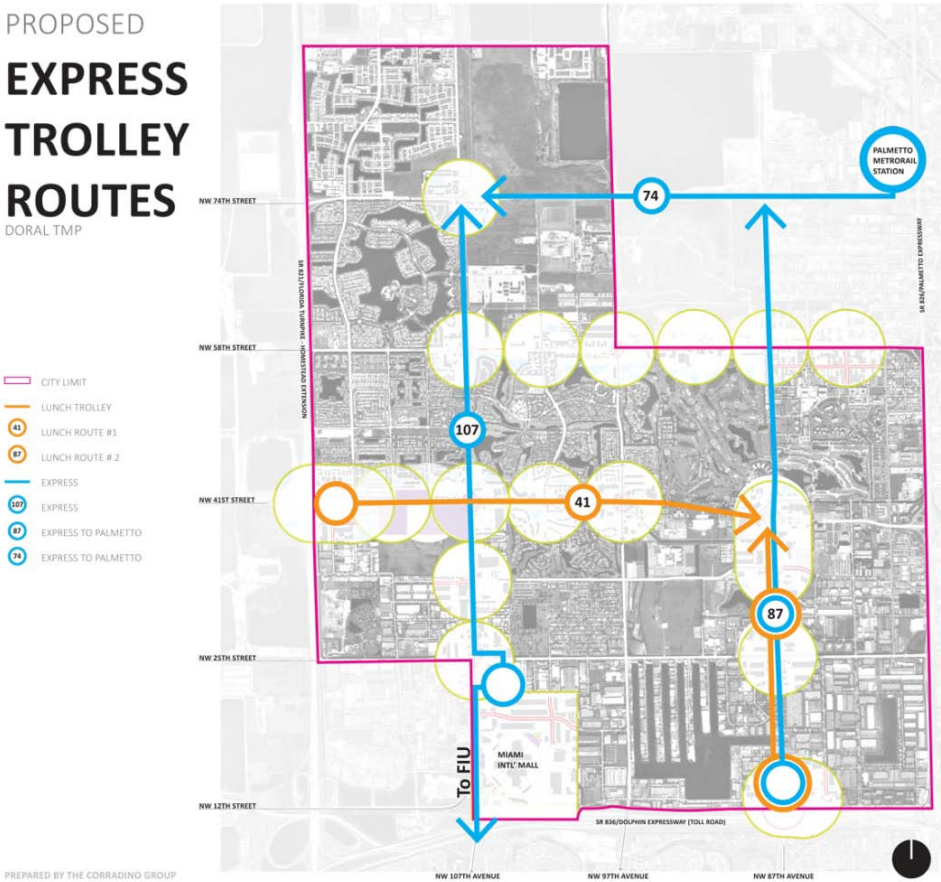 PROPOSED
EXPRESS
TROLLEY
ROUTES
DORAL TMP
CITY LIMIT
LUNCH TROLLEY
41 LUNCH ROUTE #1
87 LUNCH ROUTE # 2
EXPRESS
107 EXPRESS
87 EXPRESS TO PALMETTO
74 EXPRESS TO PALMETTO
PREPARED BY THE CORRADINO GROUP
PALMETTO
METRORAIL
STATION
NW 74TH STREET
74
SR 826/PALMETTO EXPRESSWAY
SR 821/FLORIDA TURNPIKE - HOMESTEAD EXTENSION
NW 58TH STREET
107
NW 41ST STREET
41
87
NW 25TH STREET
To FIU
MIAMI
INTL' MALL
NW 12TH STREET
SR 836/DOLPHIN EXPRESSWAY (TOLL ROAD)
NW 107TH AVENUE
NW 97TH AVENUE
NW 87TH AVENUE